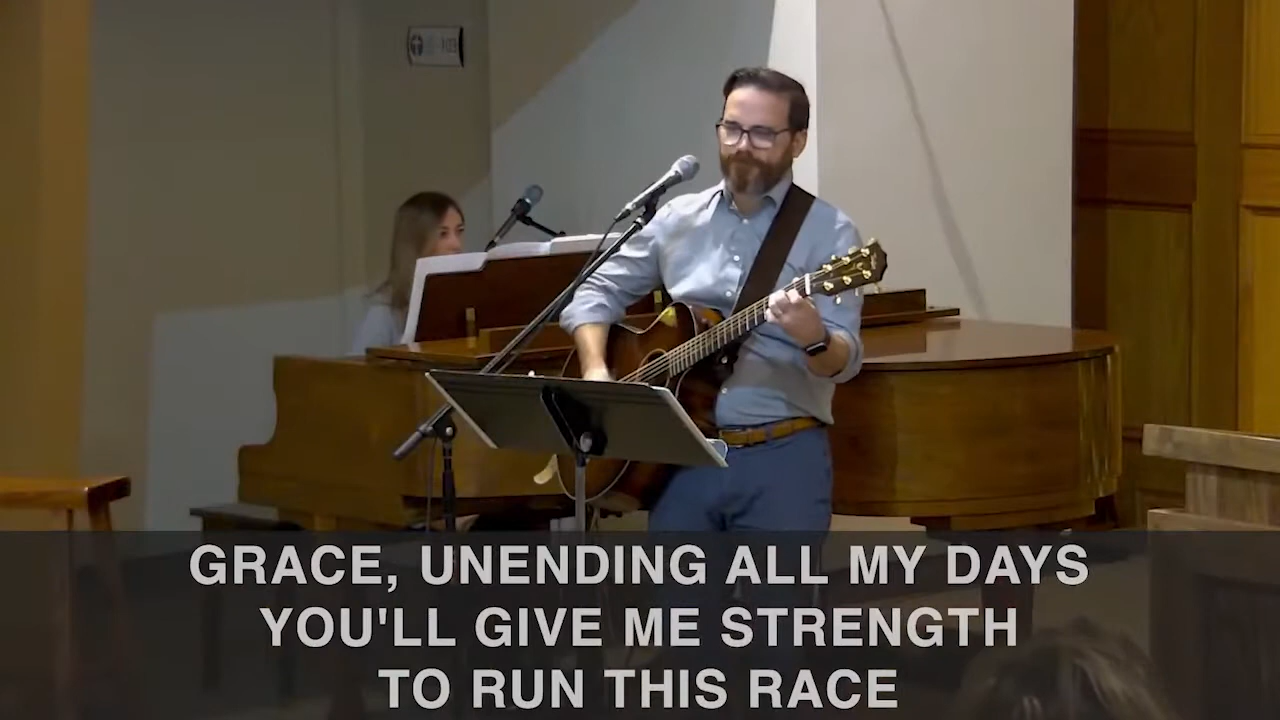 GRACE, UNENDING ALL MY DAYS
YOU'LL GIVE ME STRENGTH
TO RUN THIS RACE